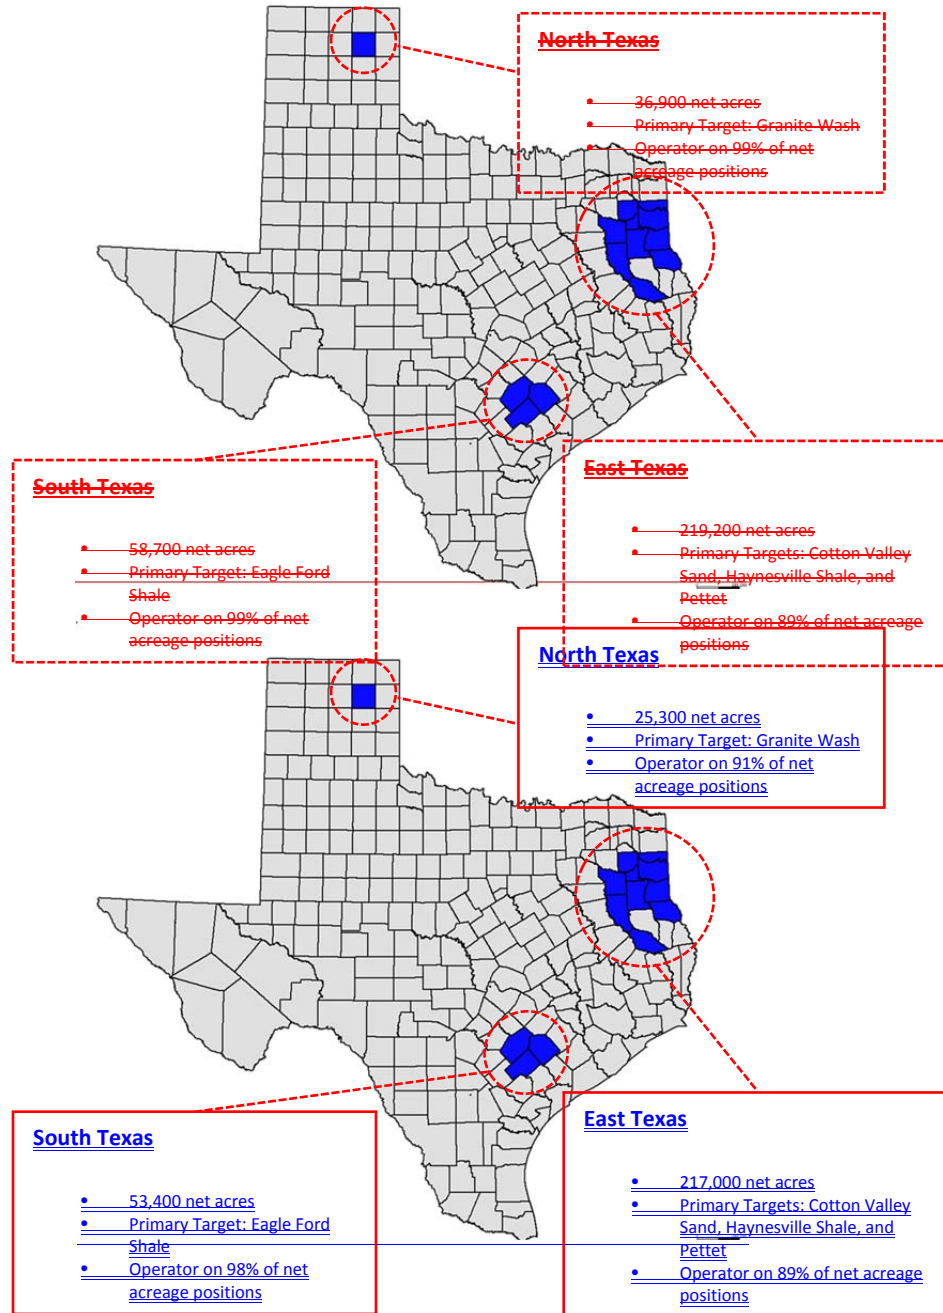 North Texas
• 36,900 net acres
• Primary Target: Granite Wash
• Operator on 99% of net
acreage positions
South Texas
• 58,700 net acres
• Primary Target: Eagle Ford
Shale
• Operator on 99% of net
acreage positions
East Texas
• 219,200 net acres
• Primary Targets: Cotton Valley
Sand, Haynesville Shale, and
Pettet
• Operator on 89% of net acreage
positions
North Texas
• 25,300 net acres
• Primary Target: Granite Wash
• Operator on 91% of net
acreage positions
South Texas
• 53,400 net acres
• Primary Target: Eagle Ford
Shale
• Operator on 98% of net
acreage positions
East Texas
• 217,000 net acres
• Primary Targets: Cotton Valley
Sand, Haynesville Shale, and
Pettet
• Operator on 89% of net acreage
positions